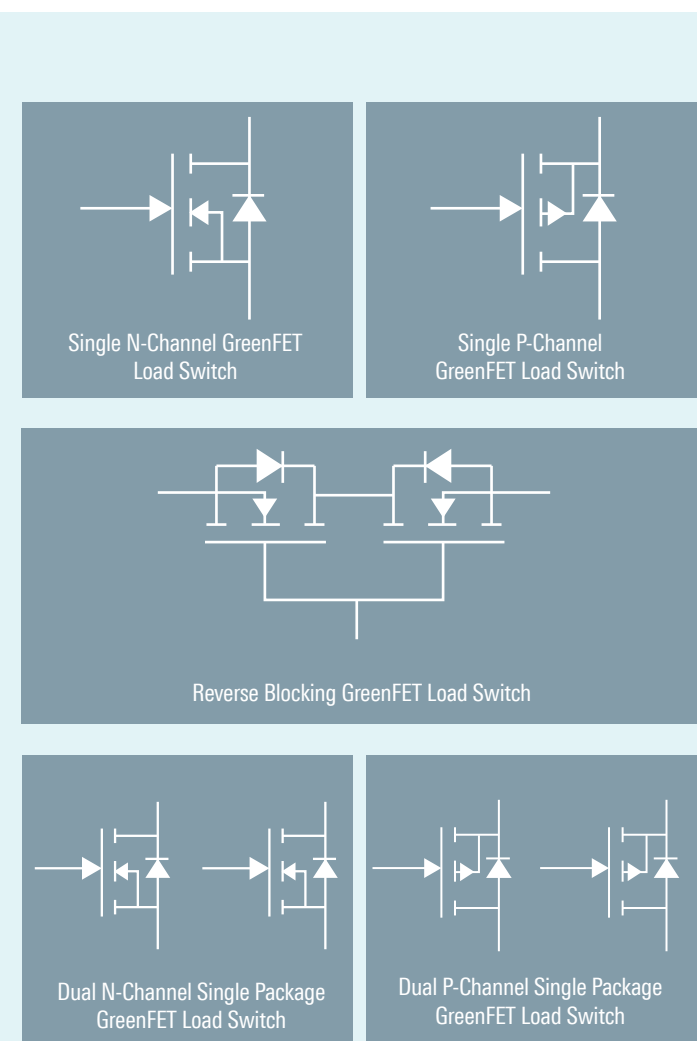 Single N-Channel GreenFET
Load Switch
Single P-Channel
GreenFET Load Switch
Reverse Blocking GreenFET Load Switch
Dual N-Channel Single Package
GreenFET Load Switch
Dual P-Channel Single Package
GreenFET Load Switch